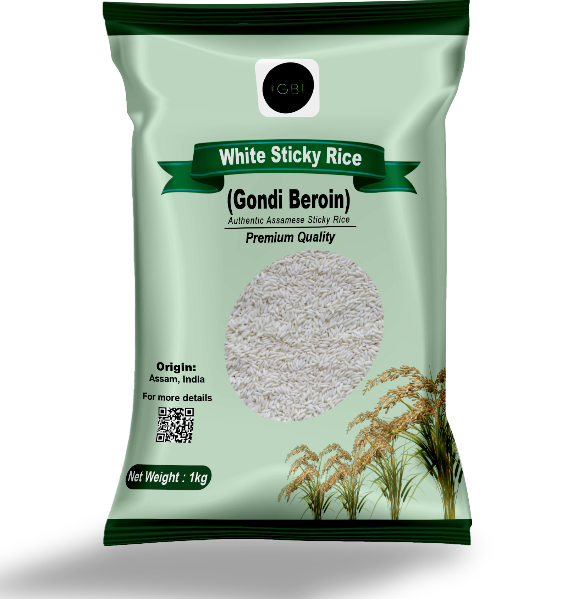 GBI
White Sticky Rice
(Gondi Beroin)
Authentic Assamese Sticky Rice
Premium Quality
Origin:
Assam, India
For more details
Net Weight : 1kg